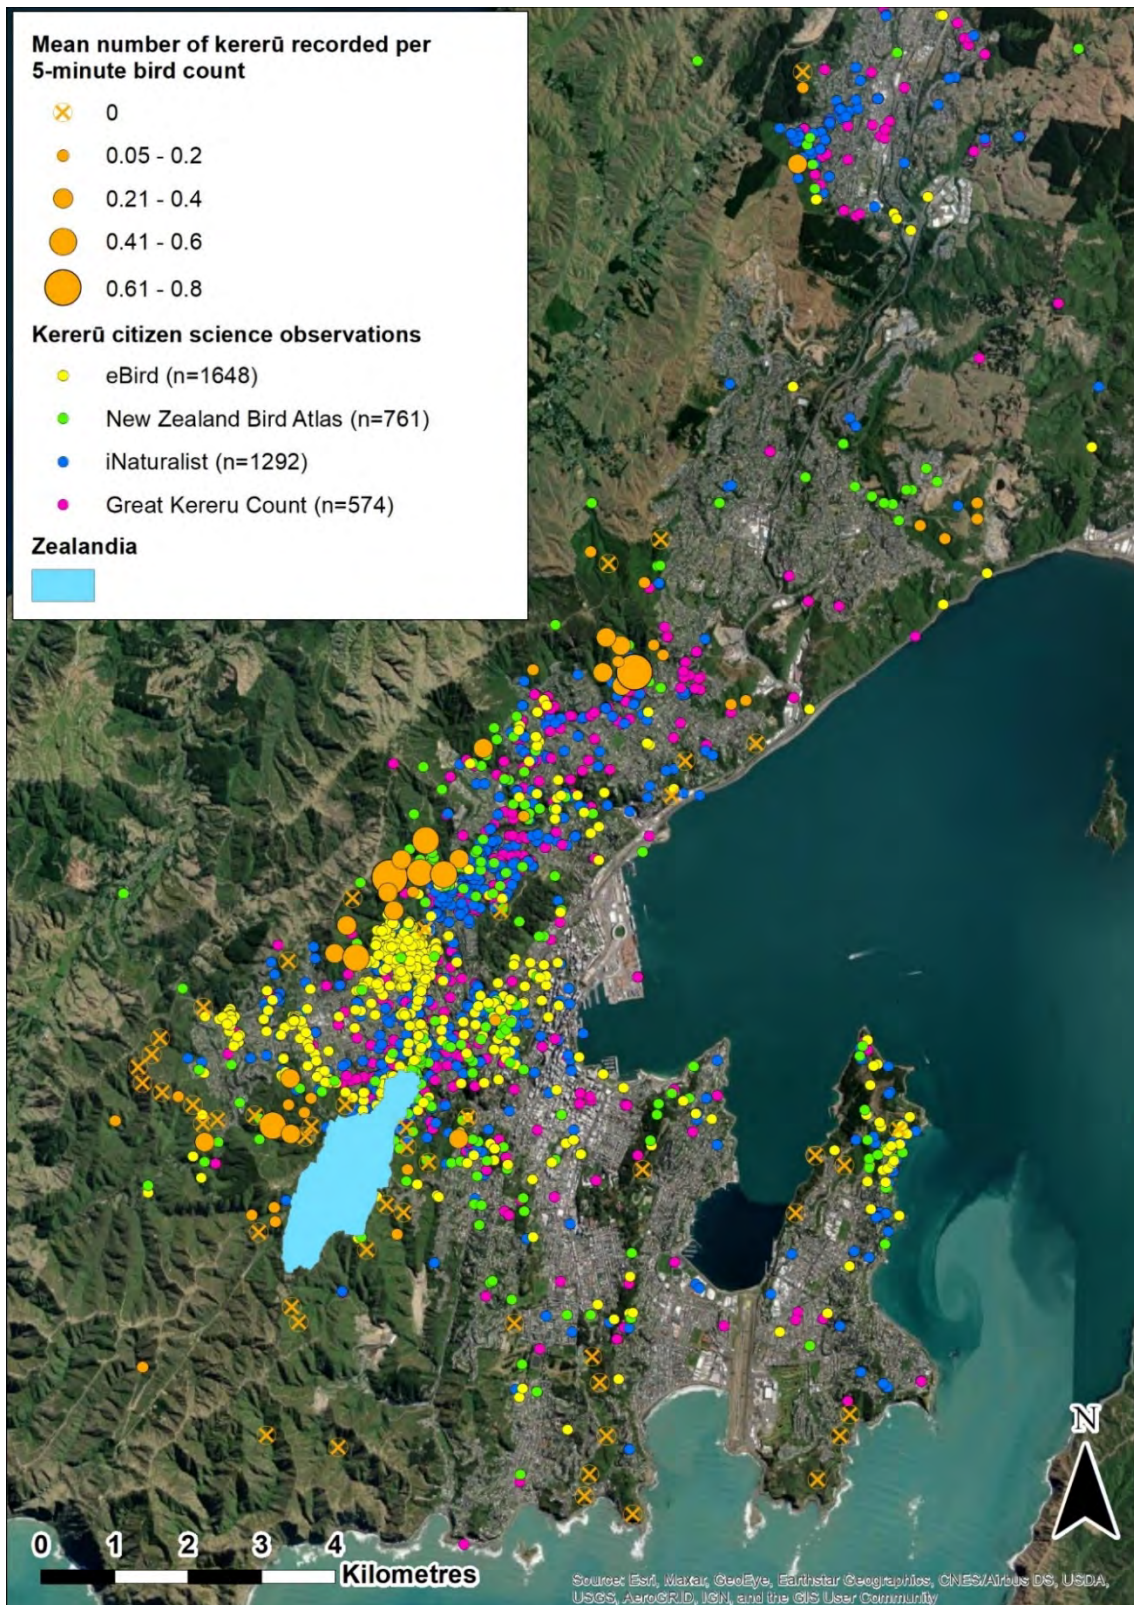 Mean number of kererū recorded per
5-minute bird count
0
0.05 - 0.2
0.21 - 0.4
0.41 - 0.6
0.61 - 0.8
Kererū citizen science observations
eBird (n=1648)
New Zealand Bird Atlas (n=761)
iNaturalist (n=1292)
Great Kereru Count (n=574)
Zealandia
N
0 1 2 3 4
Kilometres
Source: Esri, Maxar, GeoEye, Earthstar Geographics, CNES/Airbus DS, USDA,
USGS, AeroGRID, IGN, and the GIS User Community